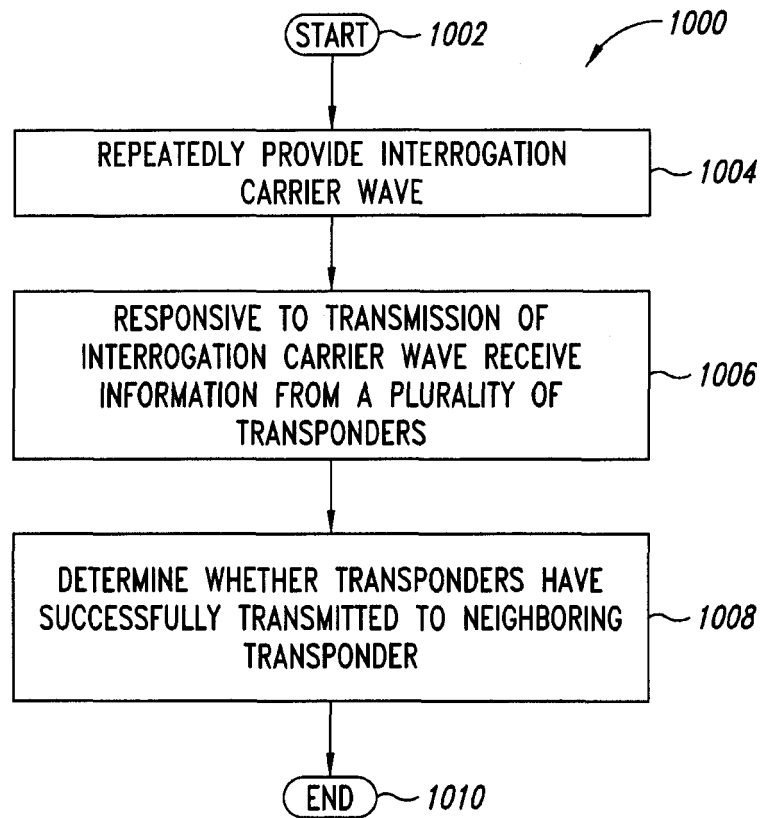 START 1002
1000
REPEATEDLY PROVIDE INTERROGATION
CARRIER WAVE
1004
RESPONSIVE TO TRANSMISSION OF
INTERROGATION CARRIER WAVE RECEIVE
INFORMATION FROM A PLURALITY OF
TRANSPONDERS
1006
DETERMINE WHETHER TRANSPONDERS HAVE
SUCCESSFULLY TRANSMITTED TO NEIGHBORING
TRANSPONDER
1008
END 1010